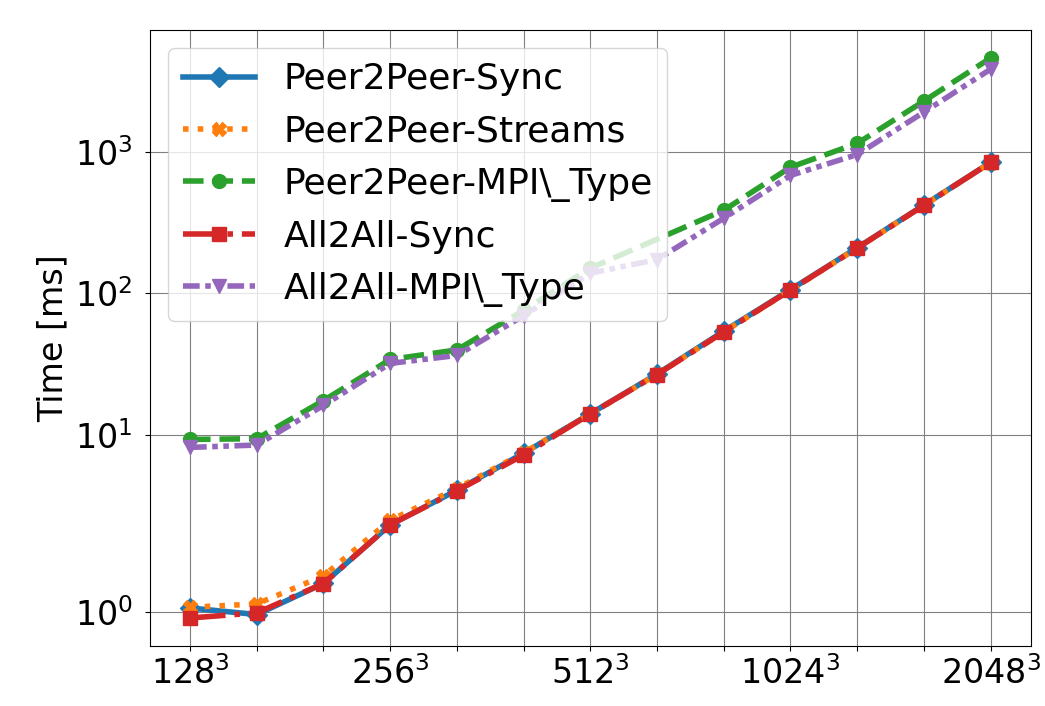 Peer2Peer-Sync
Peer2Peer-Streams
Peer2Peer-MPI\_Type
All2All-Sync
All2All-MPI\_Type
Time [ms]
10³
10²
10¹
10⁰
128³ 256³ 512³ 1024³ 2048³